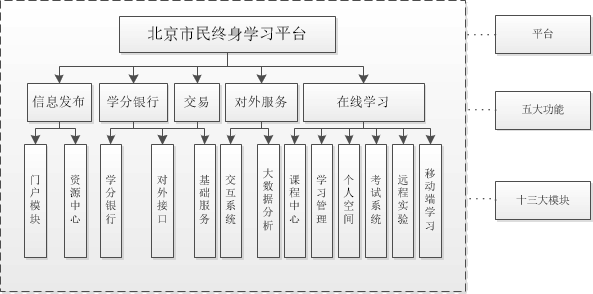 北京市民终身学习平台
平台
信息发布
学分银行
交易
对外服务
在线学习
五大功能
门户模块
资源中心
学分银行
对外接口
基础服务
交互系统
大数据分析
课程中心
学习管理
个人空间
考试系统
远程实验
移动端学习
十三大模块